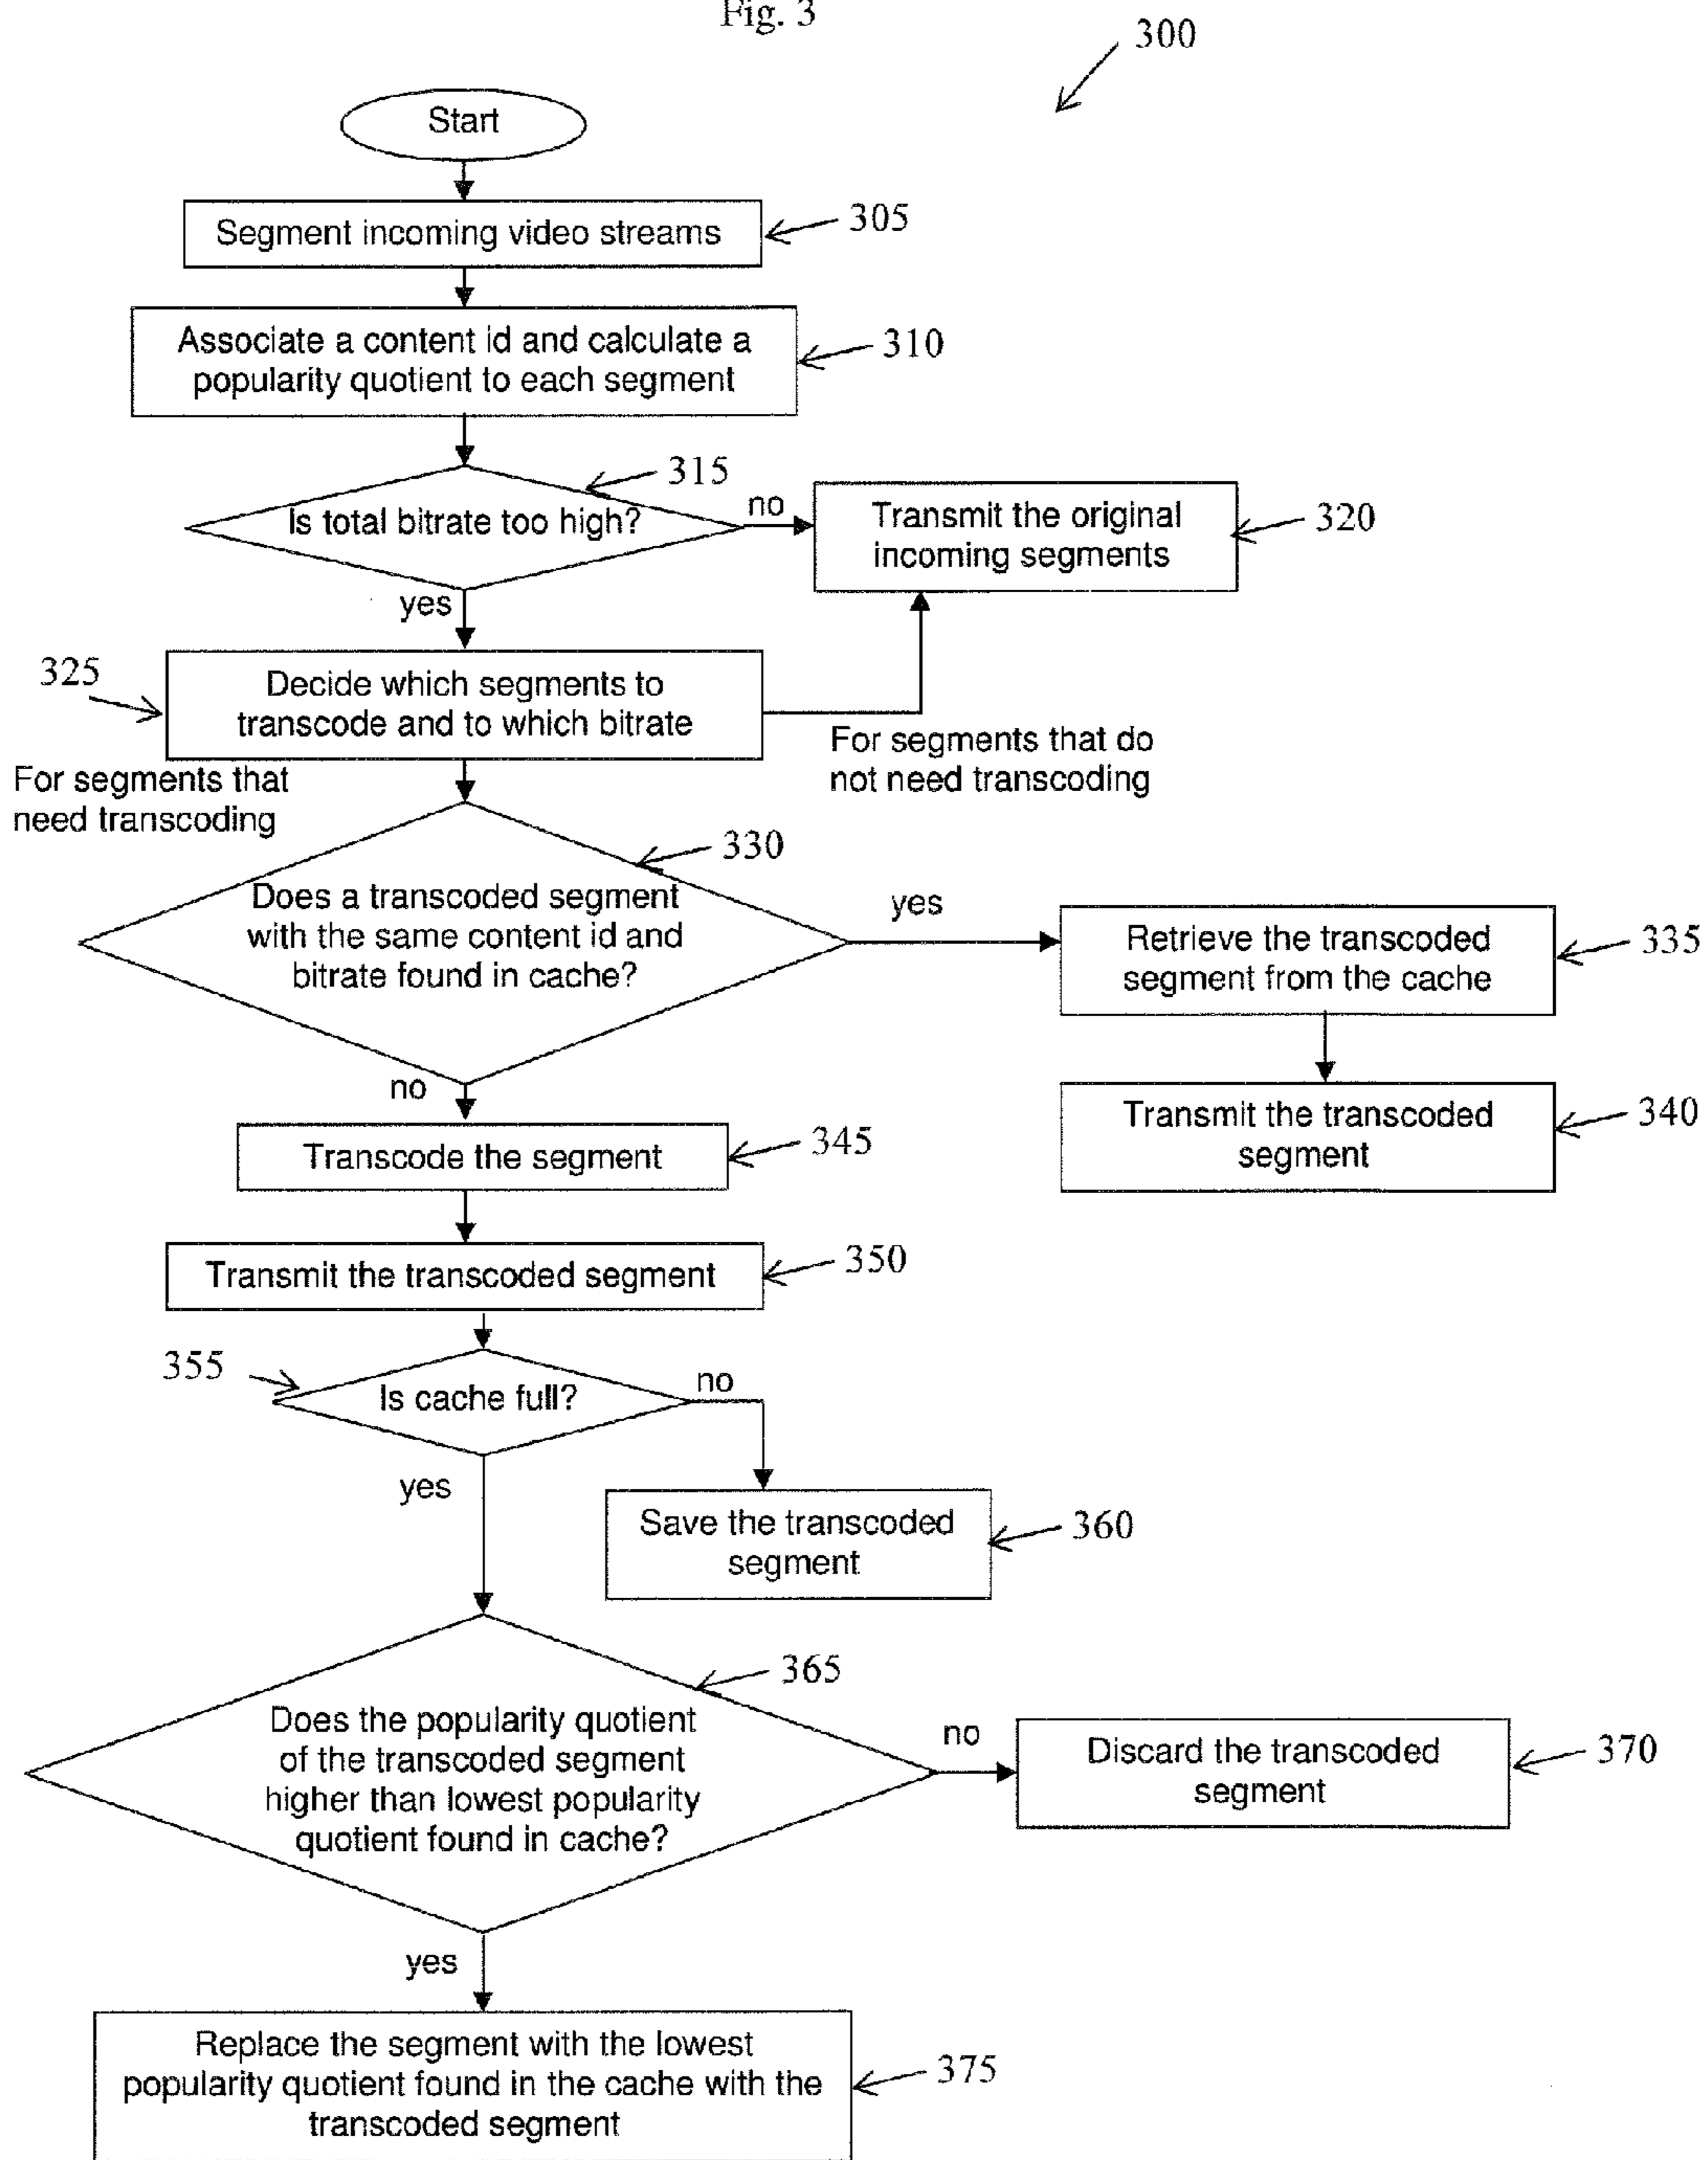 Fig. 3
300
Start
Segment incoming video streams
305
Associate a content id and calculate a
popularity quotient to each segment
310
315
Is total bitrate too high?
no
Transmit the original
incoming segments
320
yes
325
Decide which segments to
transcode and to which bitrate
For segments that do
not need transcoding
For segments that
need transcoding
330
Does a transcoded segment
with the same content id and
bitrate found in cache?
yes
Retrieve the transcoded
segment from the cache
335
no
Transmit the transcoded
segment
340
Transcode the segment
345
Transmit the transcoded segment
350
355
Is cache full?
no
yes
Save the transcoded
segment
360
365
Does the popularity quotient
of the transcoded segment
higher than lowest popularity
quotient found in cache?
no
Discard the transcoded
segment
370
yes
Replace the segment with the lowest
popularity quotient found in the cache with the
transcoded segment
375